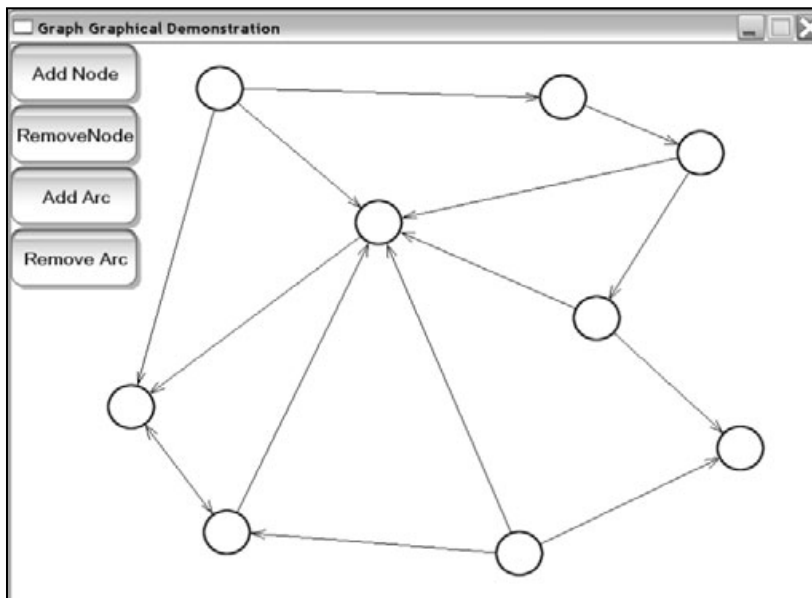 Graph Graphical Demonstration
Add Node
RemoveNode
Add Arc
Remove Arc